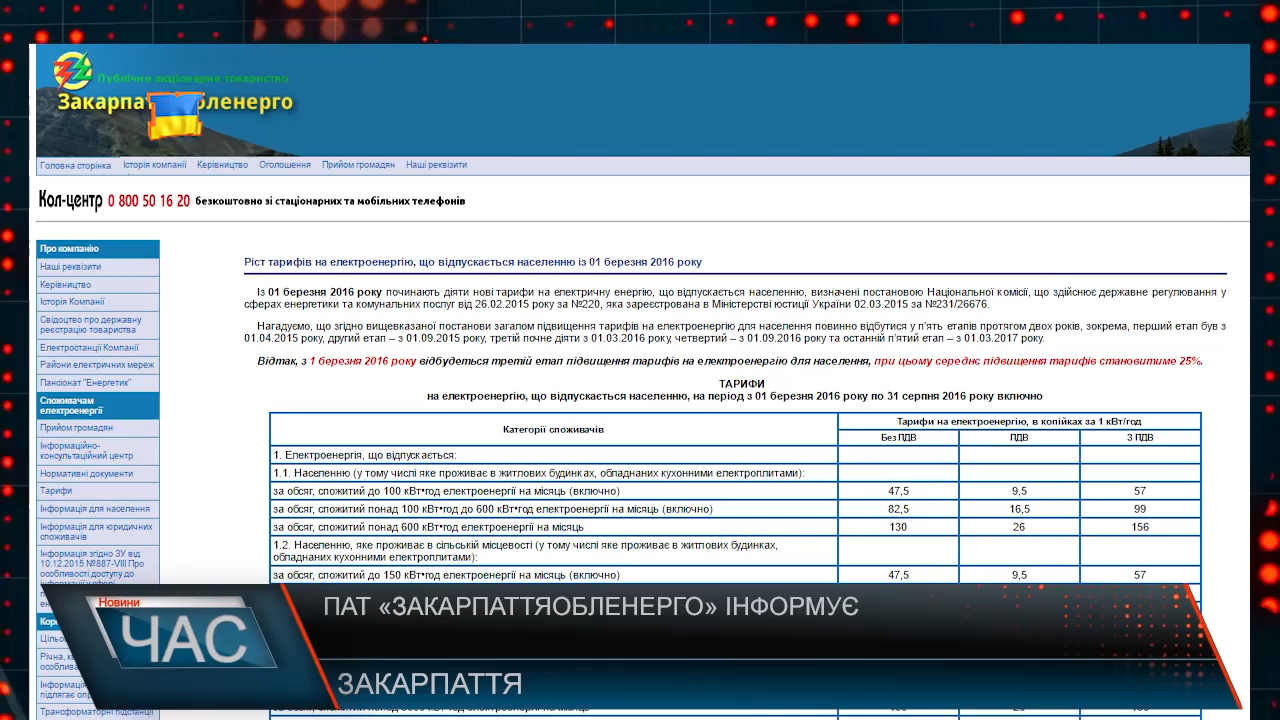 Публічне акціонерне товариство
Закарпат обленерго
Головна сторінка Історія компанії Керівництво Оголошення Прийом громадян Наші реквізити
Кол-центр 0 800 50 16 20 безкоштовно зі стаціонарних та мобільних телефонів
Про компанію
Наші реквізити
Керівництво
Історія Компанії
Свідоцтво про державну
реєстрацію товариства
Електростанції Компанії
Райони електричних мереж
Пансіонат "Енергетик"
Споживачам
електроенергії
Прийом громадян
Інформаційно-
консультаційний центр
Нормативні документи
Тарифи
Інформація для населення
Інформація для юридичних
споживачів
Інформація згідно ЗУ від
10.12.2015 №887-VIII Про
особливості доступу до
Ріст тарифів на електроенергію, що відпускається населенню із 01 березня 2016 року
Із 01 березня 2016 року починають діяти нові тарифи на електричну енергію, що відпускається населенню, визначені постановою Національної комісії, що здійснює державне регулювання у
сферах енергетики та комунальних послуг від 26.02.2015 року за №220, яка зареєстрована в Міністерстві юстиції України 02.03.2015 за №231/26676.
Нагадуємо, що згідно вищевказаної постанови загалом підвищення тарифів на електроенергію для населення повинно відбутися у п'ять етапів протягом двох років, зокрема, перший етап був з
01.04.2015 року, другий етап – з 01.09.2015 року, третій почне діяти з 01.03.2016 року, четвертий – з 01.09.2016 року та останній п'ятий етап – з 01.03.2017 року.
Відтак, з 1 березня 2016 року відбудеться третій етап підвищення тарифів на електроенергію для населення, при цьому середнє підвищення тарифів становитиме 25%.
ТАРИФИ
на електроенергію, що відпускається населенню, на період з 01 березня 2016 року по 31 серпня 2016 року включно
Категорії споживачів Тарифи на електроенергію, в копійках за 1 кВт/год
Без ПДВ ПДВ З ПДВ
1. Електроенергія, що відпускається:
1.1. Населенню (у тому числі яке проживає в житлових будинках, обладнаних кухонними електроплитами):
за обсяг, спожитий до 100 кВт•год електроенергії на місяць (включно) 47,5 9,5 57
за обсяг, спожитий понад 100 кВт•год до 600 кВт•год електроенергії на місяць (включно) 82,5 16,5 99
за обсяг, спожитий понад 600 кВт•год електроенергії на місяць 130 26 156
1.2. Населенню, яке проживає в сільській місцевості (у тому числі яке проживає в житлових будинках,
обладнаних кухонними електроплитами):
за обсяг, спожитий до 150 кВт•год електроенергії на місяць (включно) 47,5 9,5 57
Новини
ЧАС
ПАТ «ЗАКАРПАТТЯОБЛЕНЕРГО» ІНФОРМУЄ
ЗАКАРПАТТЯ
Трансформаторні підстанції